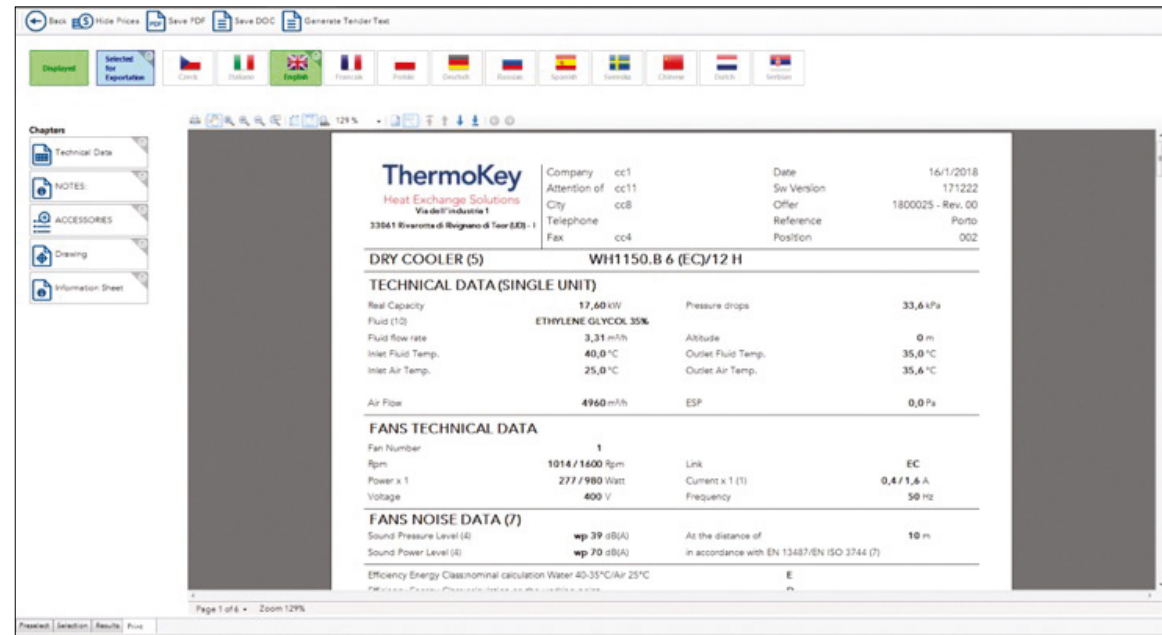 Back Hide Prices PDF Save PDF Save DOC Generate Tender Text
Displayed
Selected for Exportation
Czech Italiano English Francais Polski Deutsch Russian Spanish Svenska Chinese Dutch Serbian
129 %
Chapters
Technical Data
NOTES:
ACCESSORIES
Drawing
Information Sheet
ThermoKey
Heat Exchange Solutions
Via dell'industria 1
33061 Rivarotta di Rivignano di Teor (UD) - I
Company cc1 Date 16/1/2018
Attention of cc11 Sw Version 171222
City cc8 Offer 1800025 - Rev. 00
Telephone Reference Porto
Fax cc4 Position 002
DRY COOLER (5) WH1150.B 6 (EC)/12 H
TECHNICAL DATA (SINGLE UNIT)
Real Capacity 17,60 kW Pressure drops 33,6 kPa
Fluid (10) ETHYLENE GLYCOL 35%
Fluid flow rate 3,31 m³/h Altitude 0 m
Inlet Fluid Temp. 40,0 °C Outlet Fluid Temp. 35,0 °C
Inlet Air Temp. 25,0 °C Outlet Air Temp. 35,6 °C
Air Flow 4960 m³/h ESP 0,0 Pa
FANS TECHNICAL DATA
Fan Number 1
Rpm 1014 / 1600 Rpm Link EC
Power x 1 277 / 980 Watt Current x 1 (1) 0,4 / 1,6 A
Voltage 400 V Frequency 50 Hz
FANS NOISE DATA (7)
Sound Pressure Level (4) wp 39 dB(A) At the distance of 10 m
Sound Power Level (4) wp 70 dB(A) in accordance with EN 13487/EN ISO 3744 (7)
Efficiency Energy Class:nominal calculation Water 40-35°C/Air 25°C E
Page 1 of 6 Zoom 129%
Preselect Selection Results Print